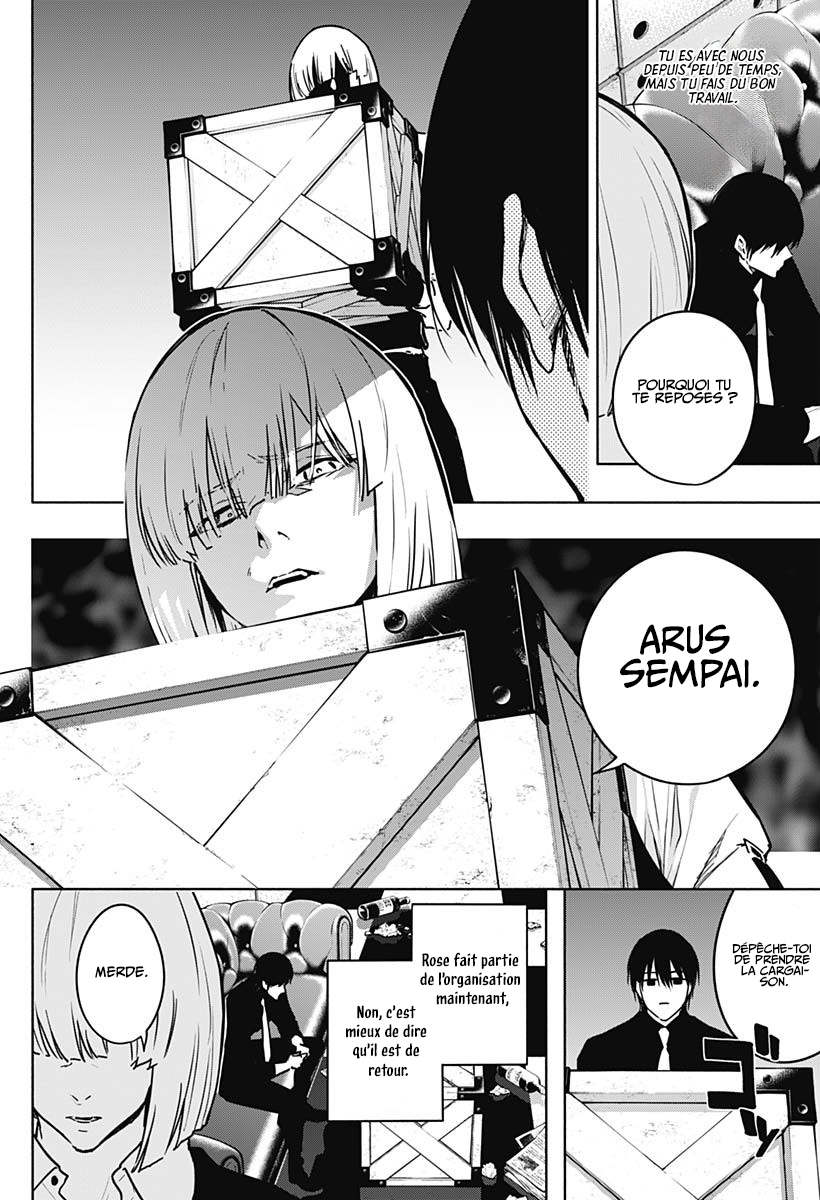 TU ES AVEC NOUS
DEPUIS PEU DE TEMPS,
MAIS TU FAIS DU BON
TRAVAIL.
POURQUOI TU
TE REPOSES ?
ARUS
SEMPAI.
DÉPÊCHE-TOI
DE PRENDRE
LA CARGAI-
SON.
ゴゴ
Rose fait partie
de l'organisation
maintenant,
Non, c'est
mieux de dire
qu'il est de
retour.
MERDE.